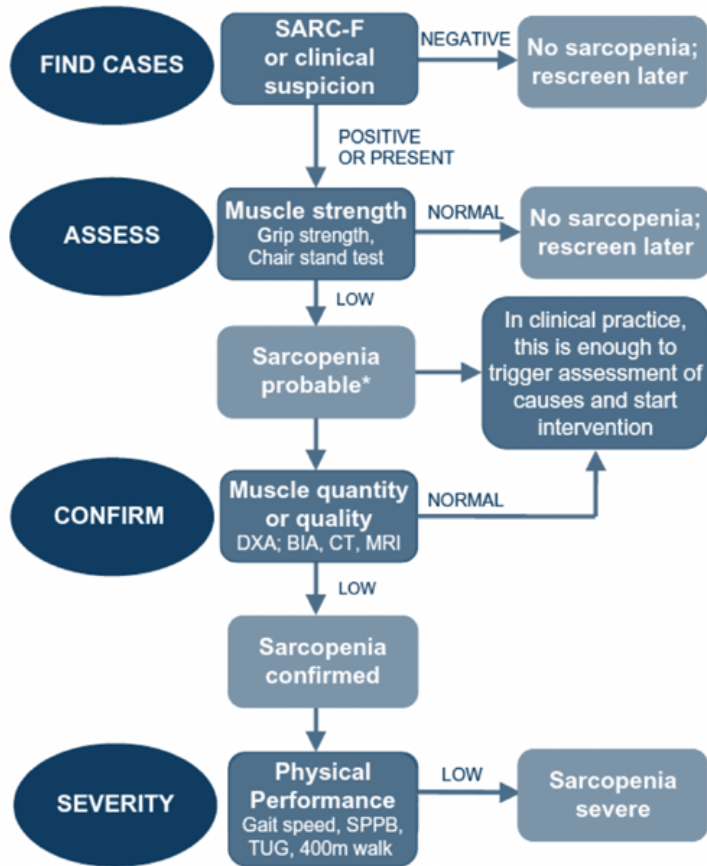 FIND CASES
SARC-F
or clinical
suspicion
NEGATIVE
No sarcopenia;
rescreen later
POSITIVE
OR PRESENT
ASSESS
Muscle strength
Grip strength,
Chair stand test
NORMAL
No sarcopenia;
rescreen later
LOW
Sarcopenia
probable*
In clinical practice,
this is enough to
trigger assessment of
causes and start
intervention
CONFIRM
Muscle quantity
or quality
DXA; BIA, CT, MRI
NORMAL
LOW
Sarcopenia
confirmed
SEVERITY
Physical
Performance
Gait speed, SPPB,
TUG, 400m walk
LOW
Sarcopenia
severe